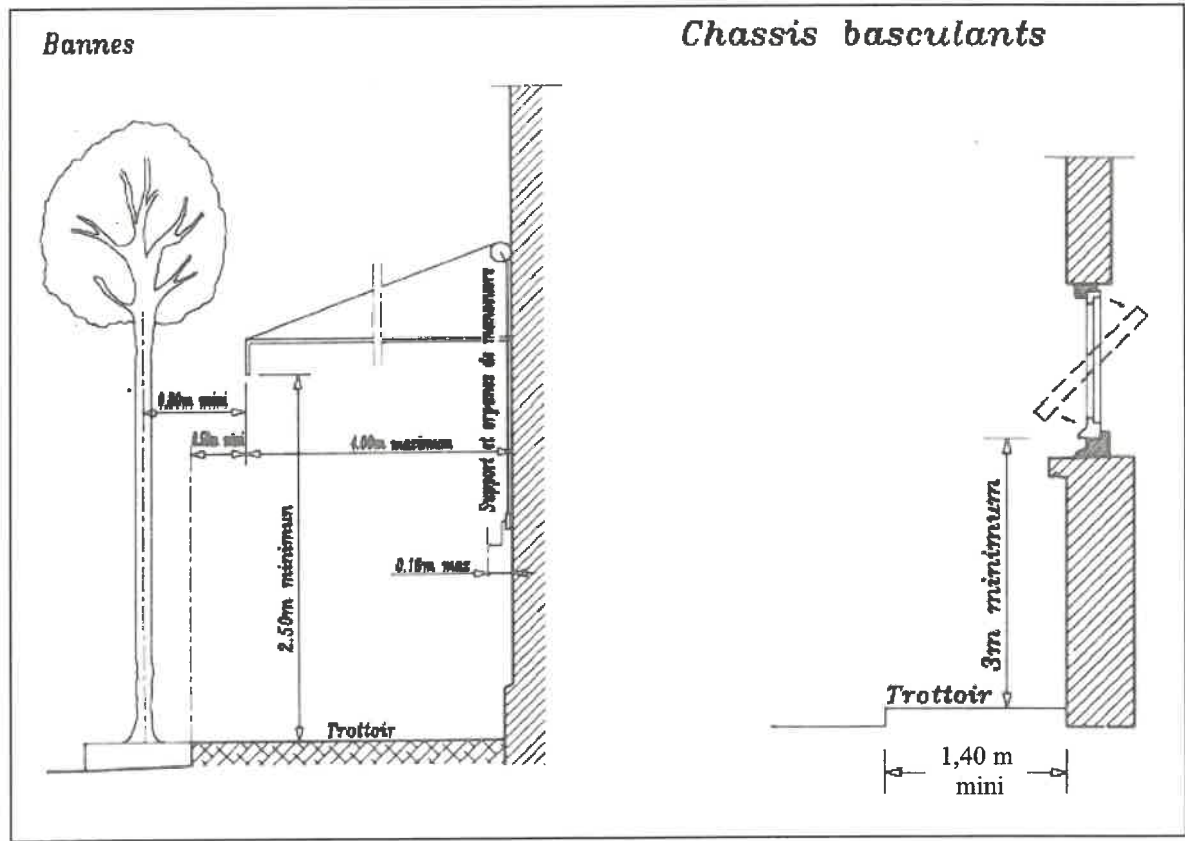 Bannes
Chassis basculants
Support et organes de manoeuvre
0.80m mini
0.50m mini
4.00m maximum
2.50m minimum
0.16m max
Trottoir
3m minimum
Trottoir
1,40 m
mini